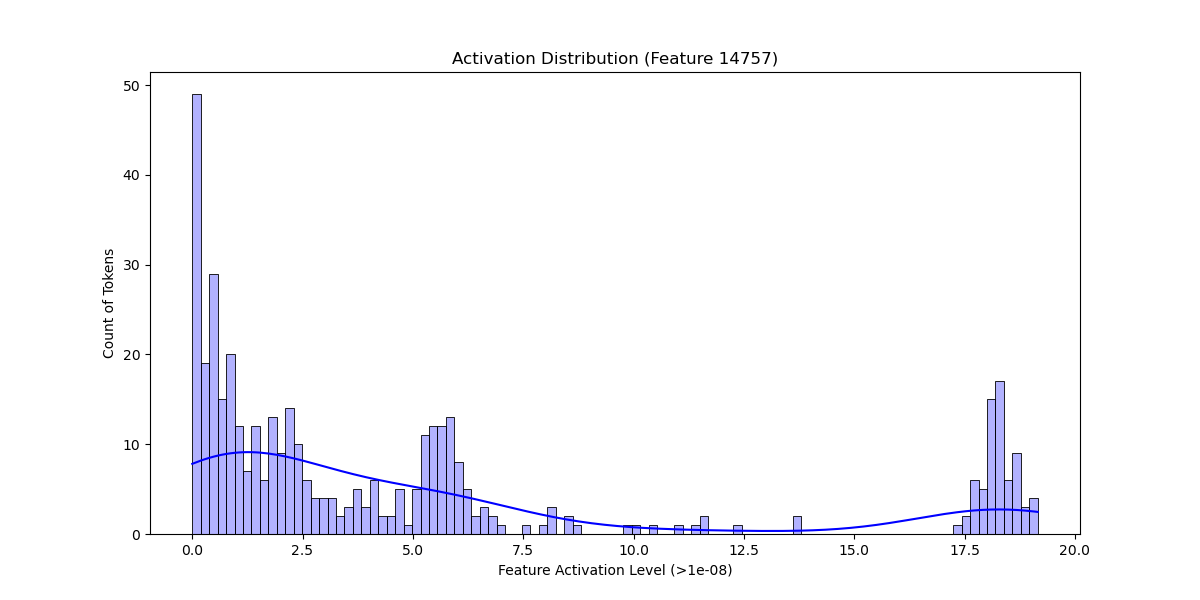 Activation Distribution (Feature 14757)
50
40
30
20
10
0
Count of Tokens
0.0 2.5 5.0 7.5 10.0 12.5 15.0 17.5 20.0
Feature Activation Level (>1e-08)